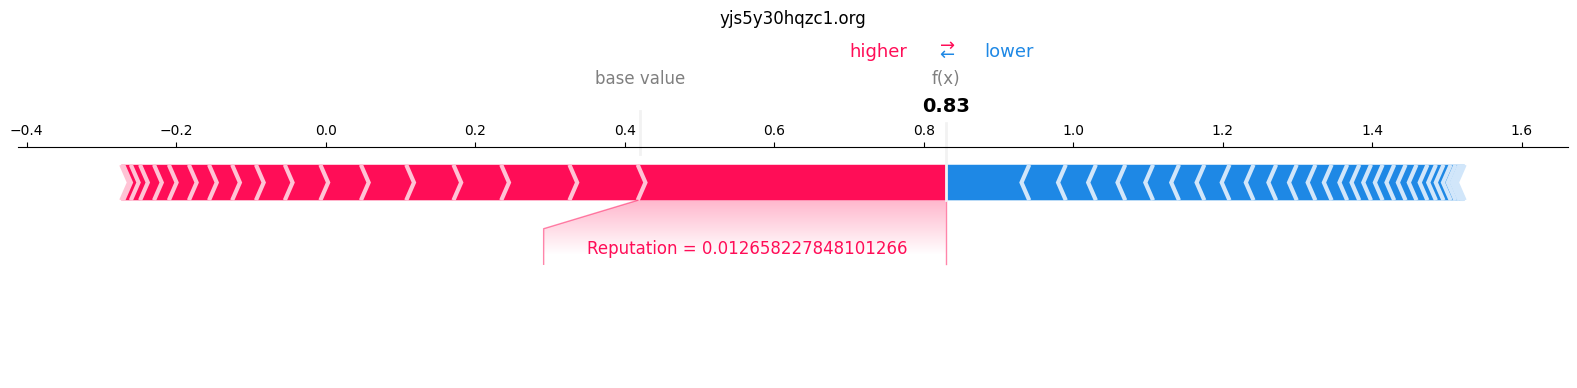 yjs5y30hqzc1.org
higher → ← lower
base value f(x)
0.83
−0.4 −0.2 0.0 0.2 0.4 0.6 0.8 1.0 1.2 1.4 1.6
Reputation = 0.012658227848101266